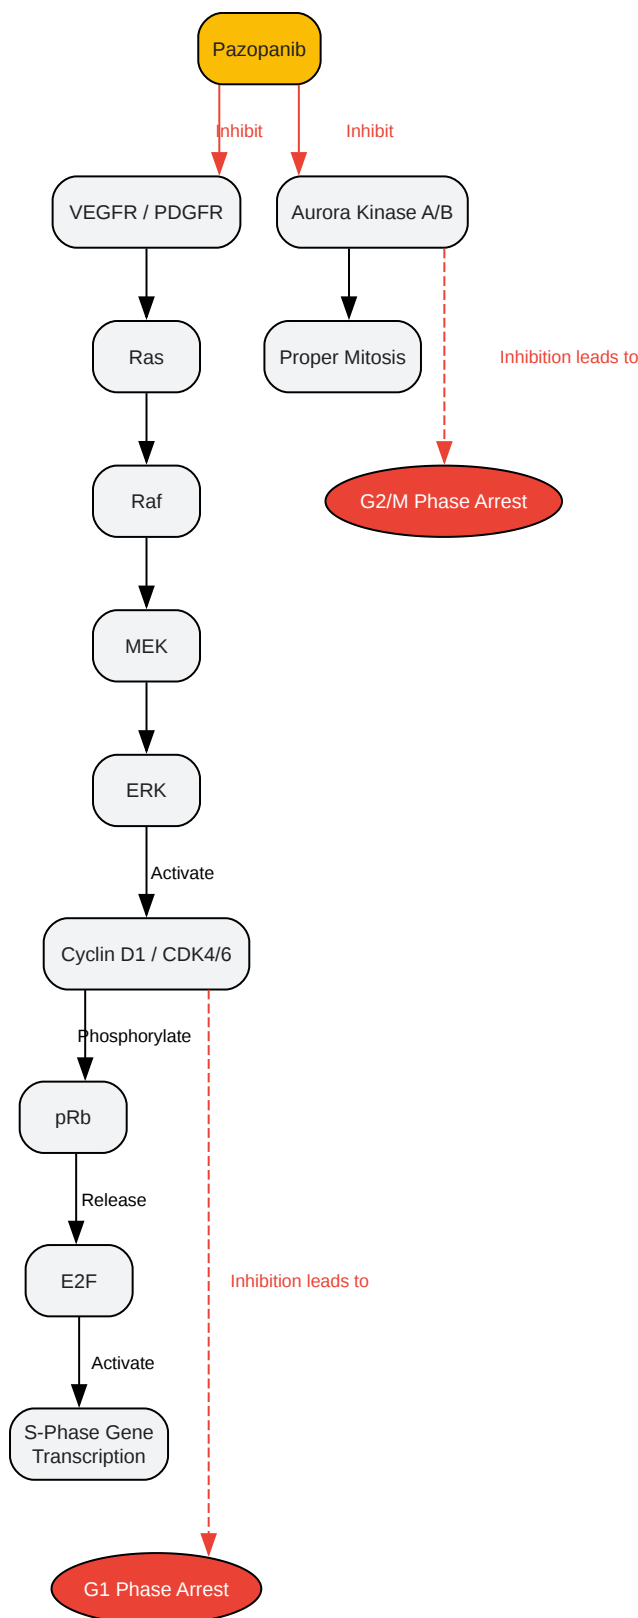 Pazopanib
Inhibit
Inhibit
VEGFR / PDGFR
Aurora Kinase A/B
Ras
Proper Mitosis
Inhibition leads to
Raf
G2/M Phase Arrest
MEK
ERK
Activate
Cyclin D1 / CDK4/6
Phosphorylate
pRb
Release
E2F
Inhibition leads to
Activate
S-Phase Gene
Transcription
G1 Phase Arrest